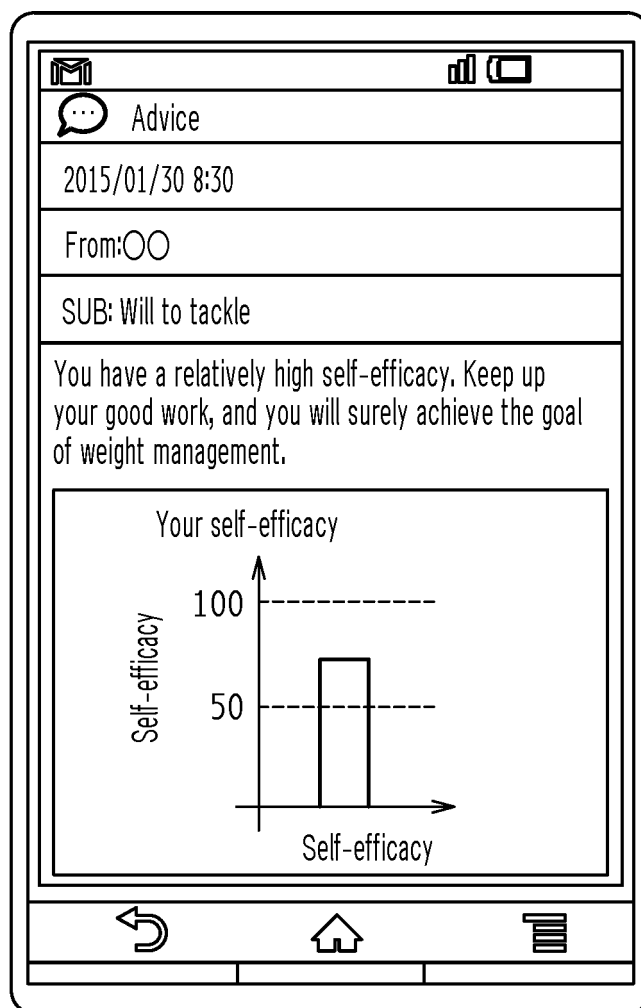 Advice
2015/01/30 8:30
From:○○
SUB: Will to tackle
You have a relatively high self-efficacy. Keep up
your good work, and you will surely achieve the goal
of weight management.
Your self-efficacy
100
50
Self-efficacy
Self-efficacy